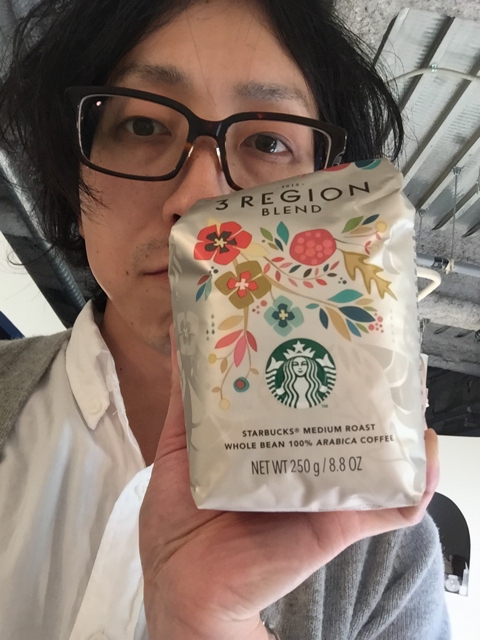 3 REGION
BLEND
STARBUCKS® MEDIUM ROAST
WHOLE BEAN 100% ARABICA COFFEE
NET WT 250 g / 8.8 OZ